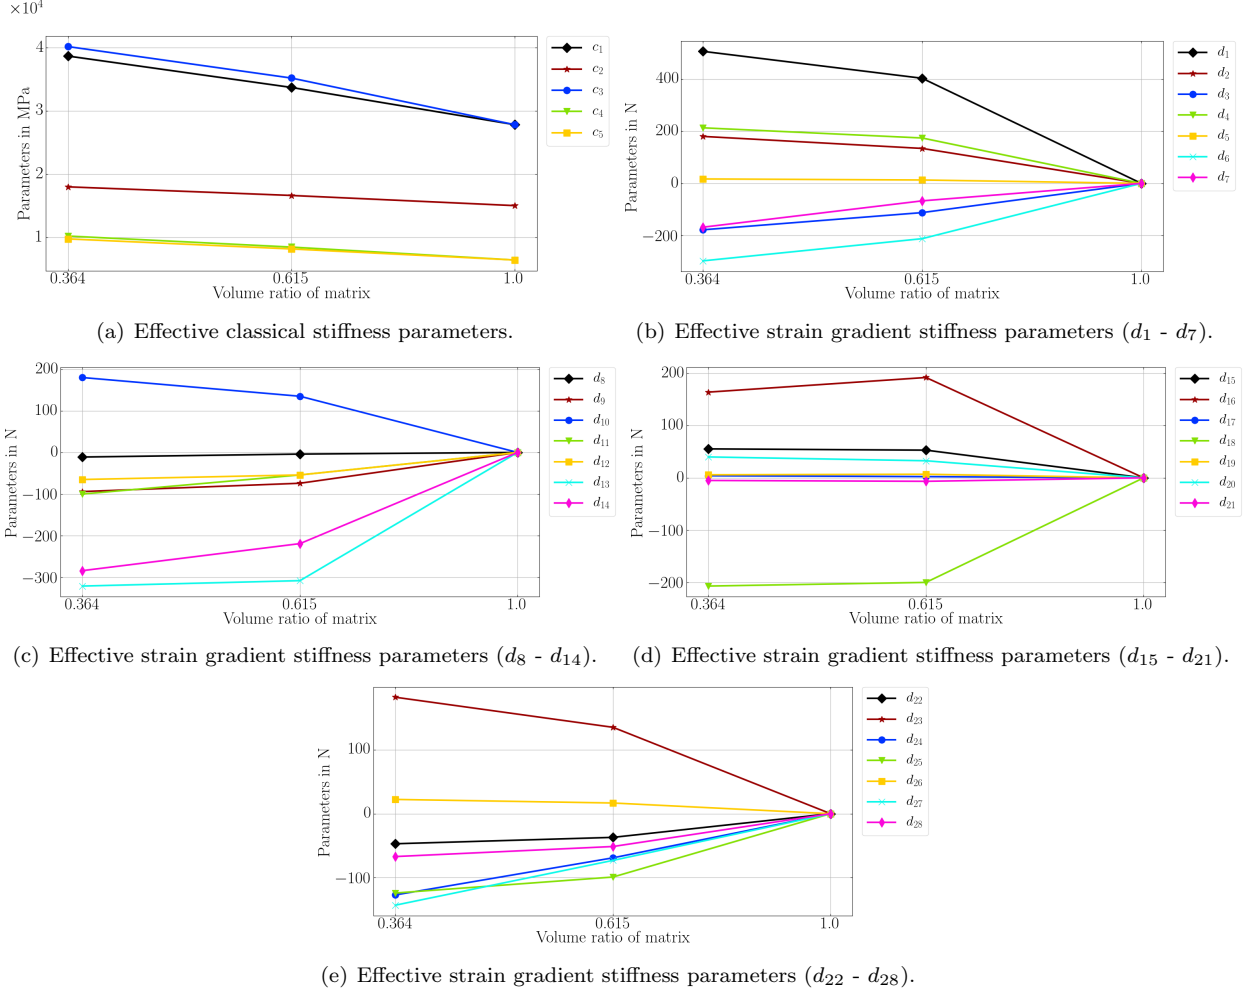 ×10⁴
Parameters in MPa
4
3
2
1
0.364 0.615 1.0
Volume ratio of matrix
c₁
c₂
c₃
c₄
c₅
(a) Effective classical stiffness parameters.
Parameters in N
400
200
0
−200
0.364 0.615 1.0
Volume ratio of matrix
d₁
d₂
d₃
d₄
d₅
d₆
d₇
(b) Effective strain gradient stiffness parameters (d₁ - d₇).
Parameters in N
200
100
0
−100
−200
−300
0.364 0.615 1.0
Volume ratio of matrix
d₈
d₉
d₁₀
d₁₁
d₁₂
d₁₃
d₁₄
(c) Effective strain gradient stiffness parameters (d₈ - d₁₄).
Parameters in N
200
100
0
−100
−200
0.364 0.615 1.0
Volume ratio of matrix
d₁₅
d₁₆
d₁₇
d₁₈
d₁₉
d₂₀
d₂₁
(d) Effective strain gradient stiffness parameters (d₁₅ - d₂₁).
Parameters in N
100
0
−100
0.364 0.615 1.0
Volume ratio of matrix
d₂₂
d₂₃
d₂₄
d₂₅
d₂₆
d₂₇
d₂₈
(e) Effective strain gradient stiffness parameters (d₂₂ - d₂₈).